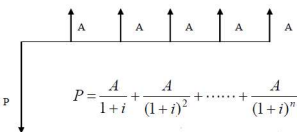 A A A A A
P
P = A/(1+i) + A/(1+i)² + ⋯⋯ + A/(1+i)ⁿ